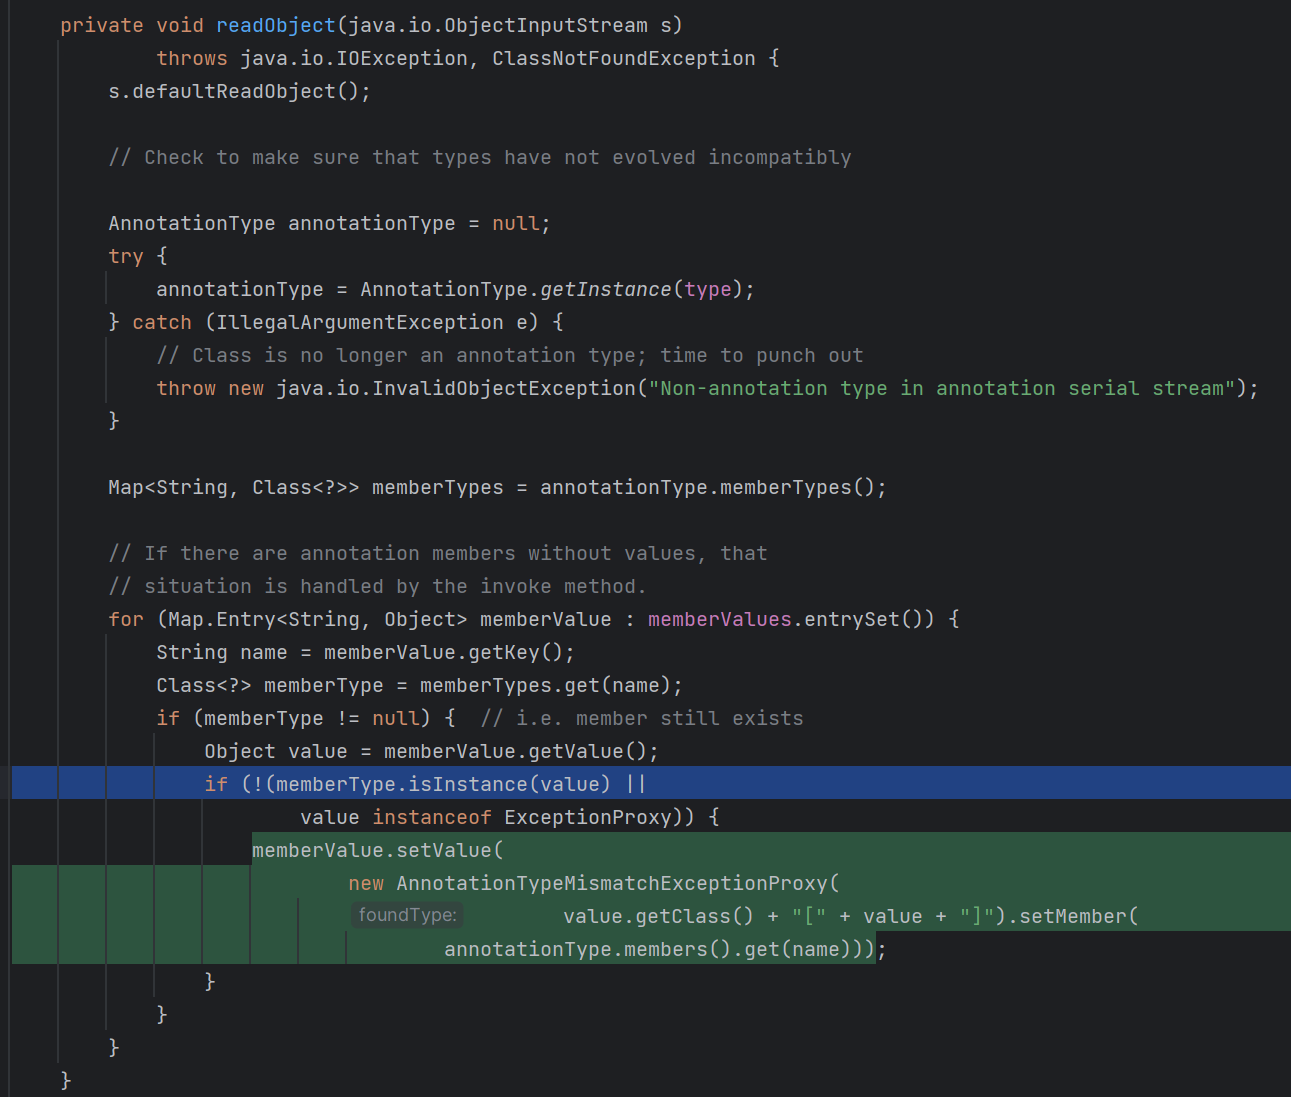 private void readObject(java.io.ObjectInputStream s)
throws java.io.IOException, ClassNotFoundException {
s.defaultReadObject();
// Check to make sure that types have not evolved incompatibly
AnnotationType annotationType = null;
try {
annotationType = AnnotationType.getInstance(type);
} catch (IllegalArgumentException e) {
// Class is no longer an annotation type; time to punch out
throw new java.io.InvalidObjectException("Non-annotation type in annotation serial stream");
}
Map<String, Class<?>> memberTypes = annotationType.memberTypes();
// If there are annotation members without values, that
// situation is handled by the invoke method.
for (Map.Entry<String, Object> memberValue : memberValues.entrySet()) {
String name = memberValue.getKey();
Class<?> memberType = memberTypes.get(name);
if (memberType != null) {  // i.e. member still exists
Object value = memberValue.getValue();
if (!(memberType.isInstance(value) ||
value instanceof ExceptionProxy)) {
memberValue.setValue(
new AnnotationTypeMismatchExceptionProxy(
foundType: value.getClass() + "[" + value + "]").setMember(
annotationType.members().get(name)));
}
}
}
}